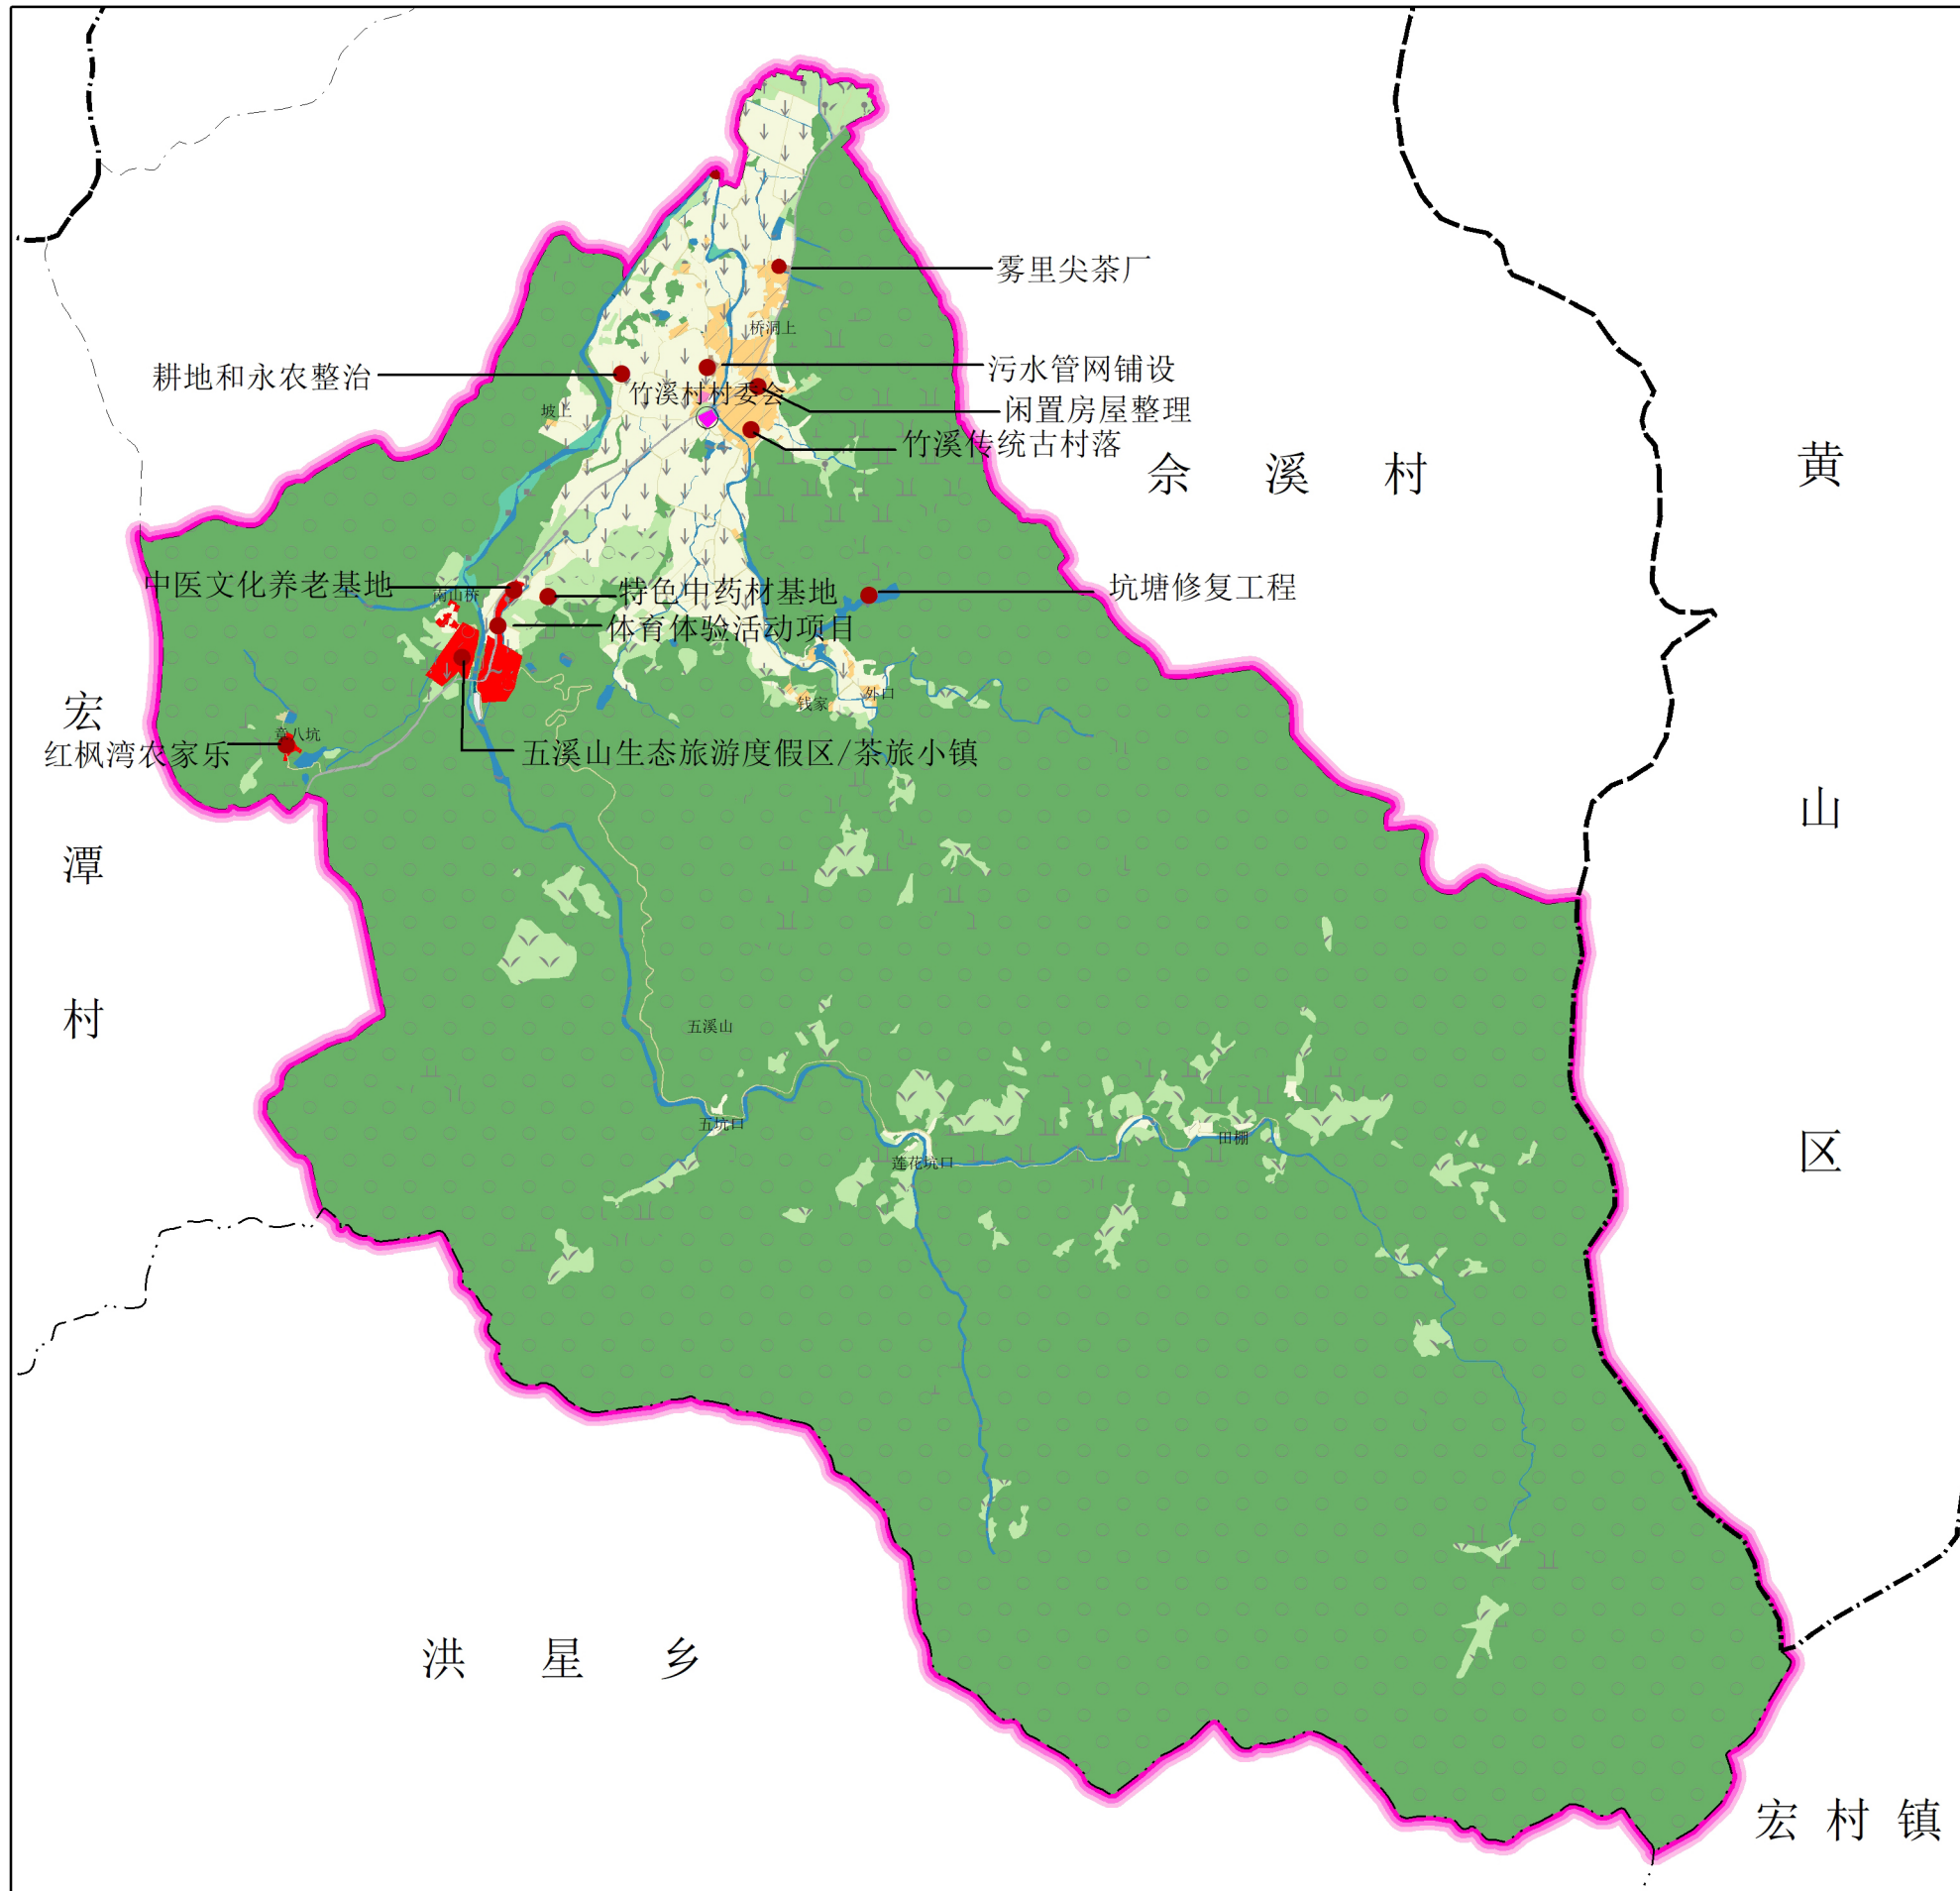 雾里尖茶厂
桥洞上
污水管网铺设
耕地和永农整治
竹溪村村委会
闲置房屋整理
坡上
竹溪传统古村落
佘溪村
黄山区
中医文化养老基地
南山桥
特色中药材基地
坑塘修复工程
体育体验活动项目
钱家
外口
宏潭村
章八坑
红枫湾农家乐
五溪山生态旅游度假区/茶旅小镇
五溪山
五坑口
莲花坑口
田棚
洪星乡
宏村镇